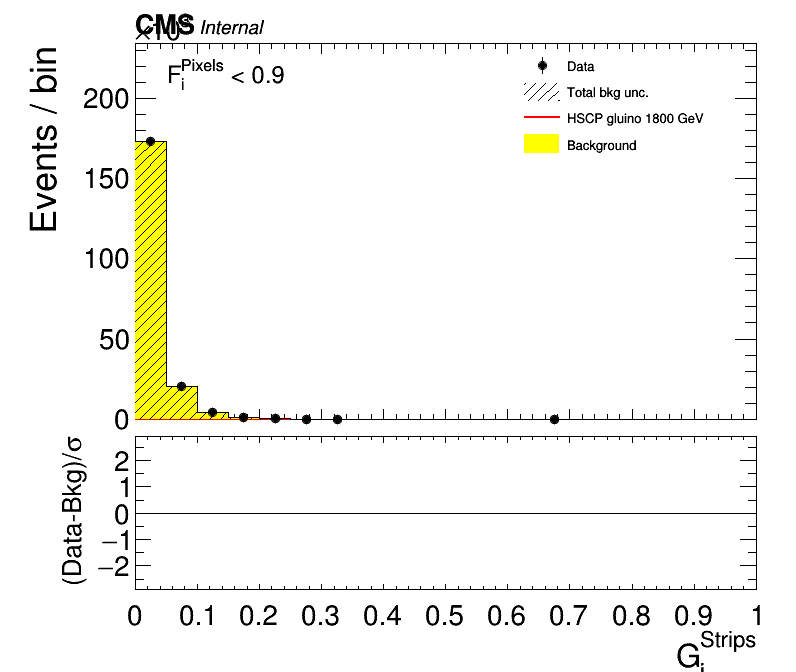 CMS Internal
F_i^Pixels < 0.9
Data
Total bkg unc.
HSCP gluino 1800 GeV
Background
Events / bin
200
150
100
50
0
(Data-Bkg)/σ
2
1
0
−1
−2
0 0.1 0.2 0.3 0.4 0.5 0.6 0.7 0.8 0.9 1
G_i^Strips